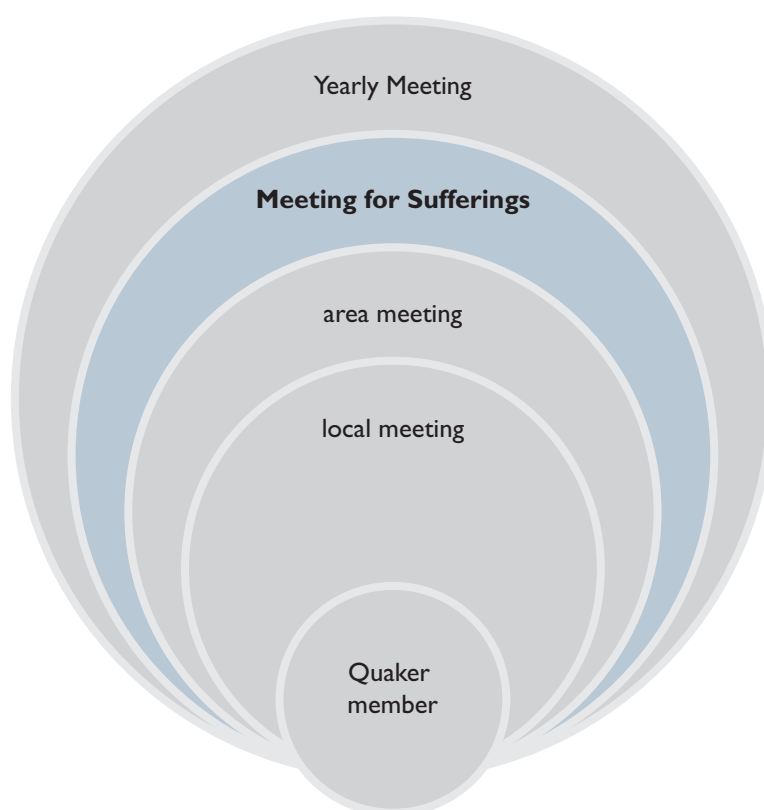 Yearly Meeting
Meeting for Sufferings
area meeting
local meeting
Quaker
member